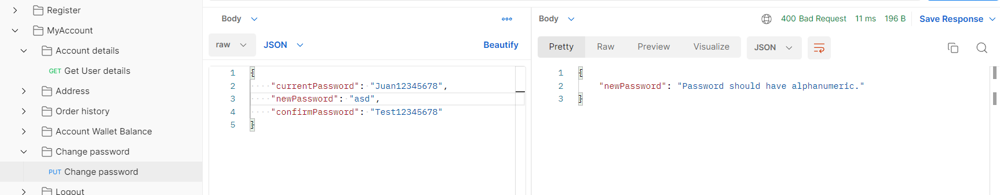 Register
MyAccount
Account details
GET Get User details
Address
Order history
Account Wallet Balance
Change password
PUT Change password
Logout
Body
raw JSON Beautify
1 {
2 "currentPassword": "Juan12345678",
3 "newPassword": "asd",
4 "confirmPassword": "Test12345678"
5 }
Body 400 Bad Request 11 ms 196 B Save Response
Pretty Raw Preview Visualize JSON
1 {
2 "newPassword": "Password should have alphanumeric."
3 }